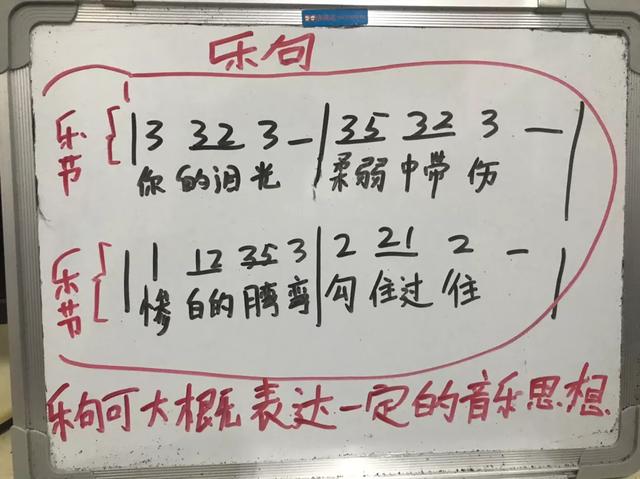 乐句
乐节 { | 3 32 3 – | 35 32 3 – |
你的泪光 柔弱中带伤
乐节 { | 1 12 35 3 | 2 21 2 - |
惨白的月弯弯 勾住过往
乐句可大概表达一定的音乐思想